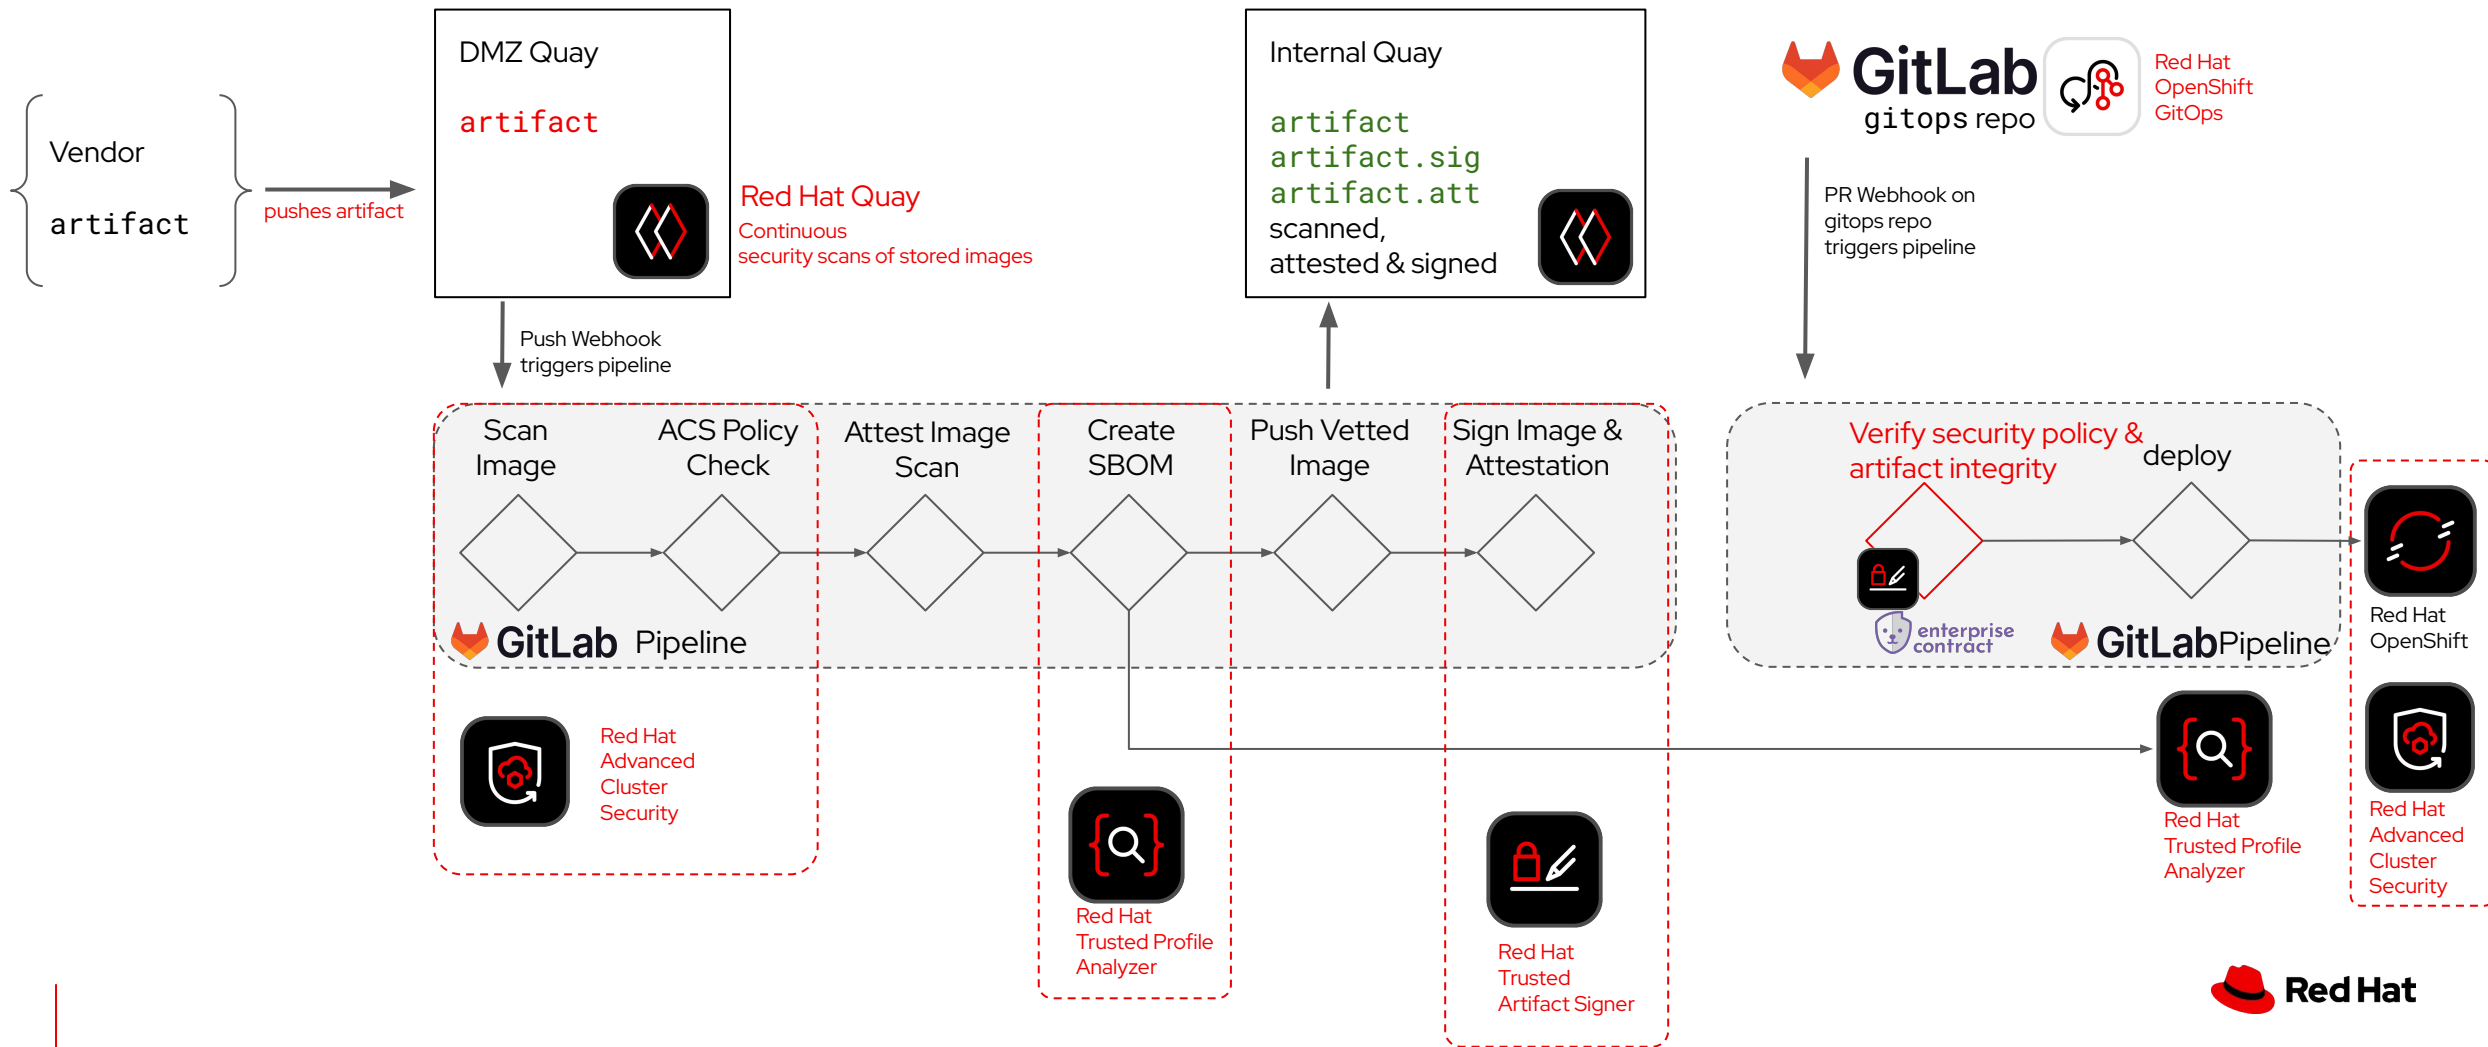 Vendor
artifact
pushes artifact
DMZ Quay
artifact
Red Hat Quay
Continuous
security scans of stored images
Internal Quay
artifact
artifact.sig
artifact.att
scanned,
attested & signed
GitLab
gitops repo
Red Hat
OpenShift
GitOps
Push Webhook
triggers pipeline
PR Webhook on
gitops repo
triggers pipeline
Scan
Image
ACS Policy
Check
Attest Image
Scan
Create
SBOM
Push Vetted
Image
Sign Image &
Attestation
GitLab Pipeline
Verify security policy &
artifact integrity
deploy
enterprise
contract
GitLab Pipeline
Red Hat
OpenShift
Red Hat
Advanced
Cluster
Security
Red Hat
Trusted Profile
Analyzer
Red Hat
Trusted
Artifact Signer
Red Hat
Trusted Profile
Analyzer
Red Hat
Advanced
Cluster
Security
Red Hat